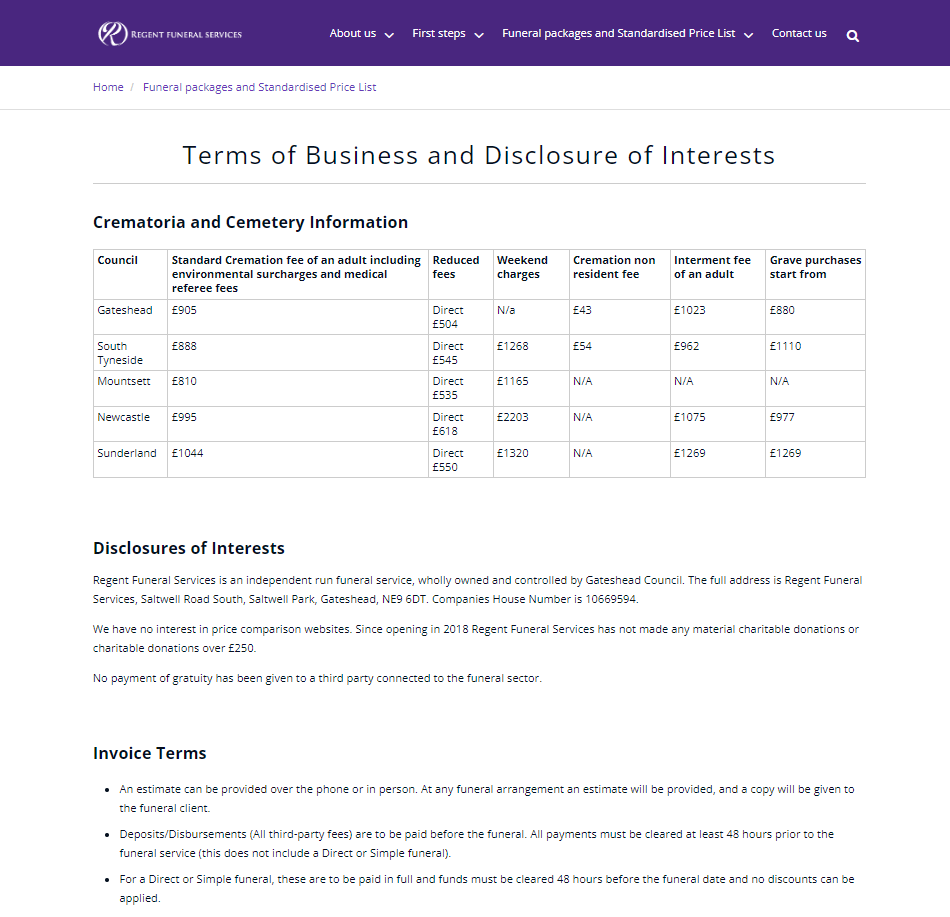 REGENT FUNERAL SERVICES
About us
First steps
Funeral packages and Standardised Price List
Contact us
Home / Funeral packages and Standardised Price List
Terms of Business and Disclosure of Interests
Crematoria and Cemetery Information
Council Standard Cremation fee of an adult including environmental surcharges and medical referee fees Reduced fees Weekend charges Cremation non resident fee Interment fee of an adult Grave purchases start from
Gateshead £905 Direct £504 N/a £43 £1023 £880
South Tyneside £888 Direct £545 £1268 £54 £962 £1110
Mountsett £810 Direct £535 £1165 N/A N/A N/A
Newcastle £995 Direct £618 £2203 N/A £1075 £977
Sunderland £1044 Direct £550 £1320 N/A £1269 £1269
Disclosures of Interests
Regent Funeral Services is an independent run funeral service, wholly owned and controlled by Gateshead Council. The full address is Regent Funeral
Services, Saltwell Road South, Saltwell Park, Gateshead, NE9 6DT. Companies House Number is 10669594.
We have no interest in price comparison websites. Since opening in 2018 Regent Funeral Services has not made any material charitable donations or
charitable donations over £250.
No payment of gratuity has been given to a third party connected to the funeral sector.
Invoice Terms
• An estimate can be provided over the phone or in person. At any funeral arrangement an estimate will be provided, and a copy will be given to
the funeral client.
• Deposits/Disbursements (All third-party fees) are to be paid before the funeral. All payments must be cleared at least 48 hours prior to the
funeral service (this does not include a Direct or Simple funeral).
• For a Direct or Simple funeral, these are to be paid in full and funds must be cleared 48 hours before the funeral date and no discounts can be
applied.